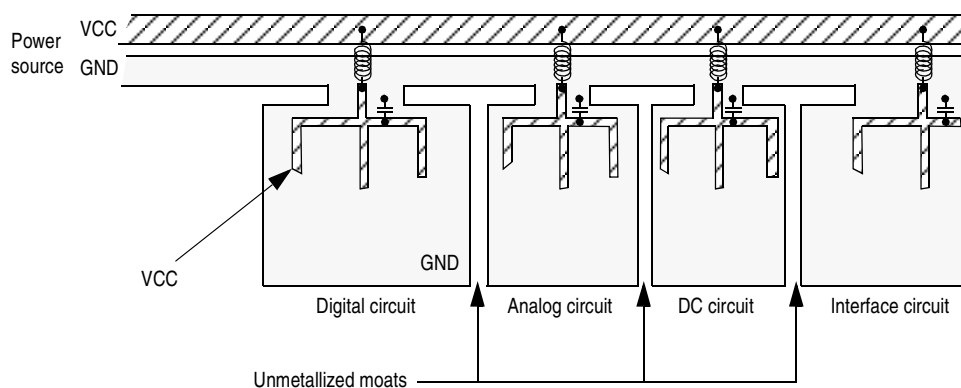 Power
source
VCC
GND
VCC
GND
Digital circuit
Analog circuit
DC circuit
Interface circuit
Unmetallized moats